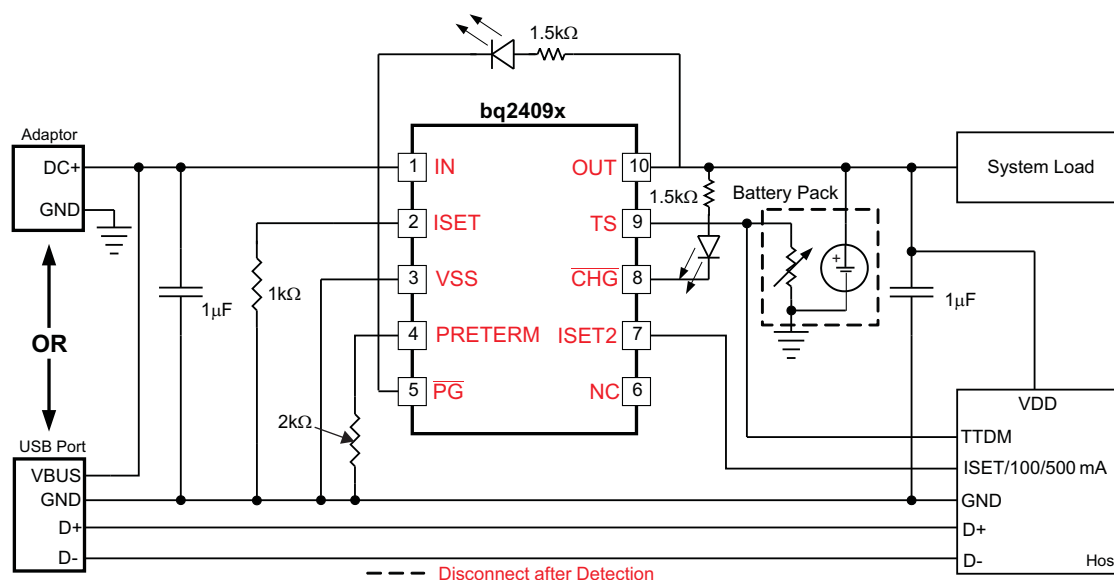 1.5kΩ
bq2409x
Adaptor
DC+
GND
1
IN
OUT
10
System Load
1.5kΩ
Battery Pack
2
ISET
TS
9
+
3
VSS
CHG
8
1kΩ
1μF
1μF
OR
4
PRETERM
ISET2
7
5
PG
NC
6
2kΩ
VDD
USB Port
TTDM
VBUS
ISET/100/500 mA
GND
GND
D+
D+
D-
D-
Hos
Disconnect after Detection